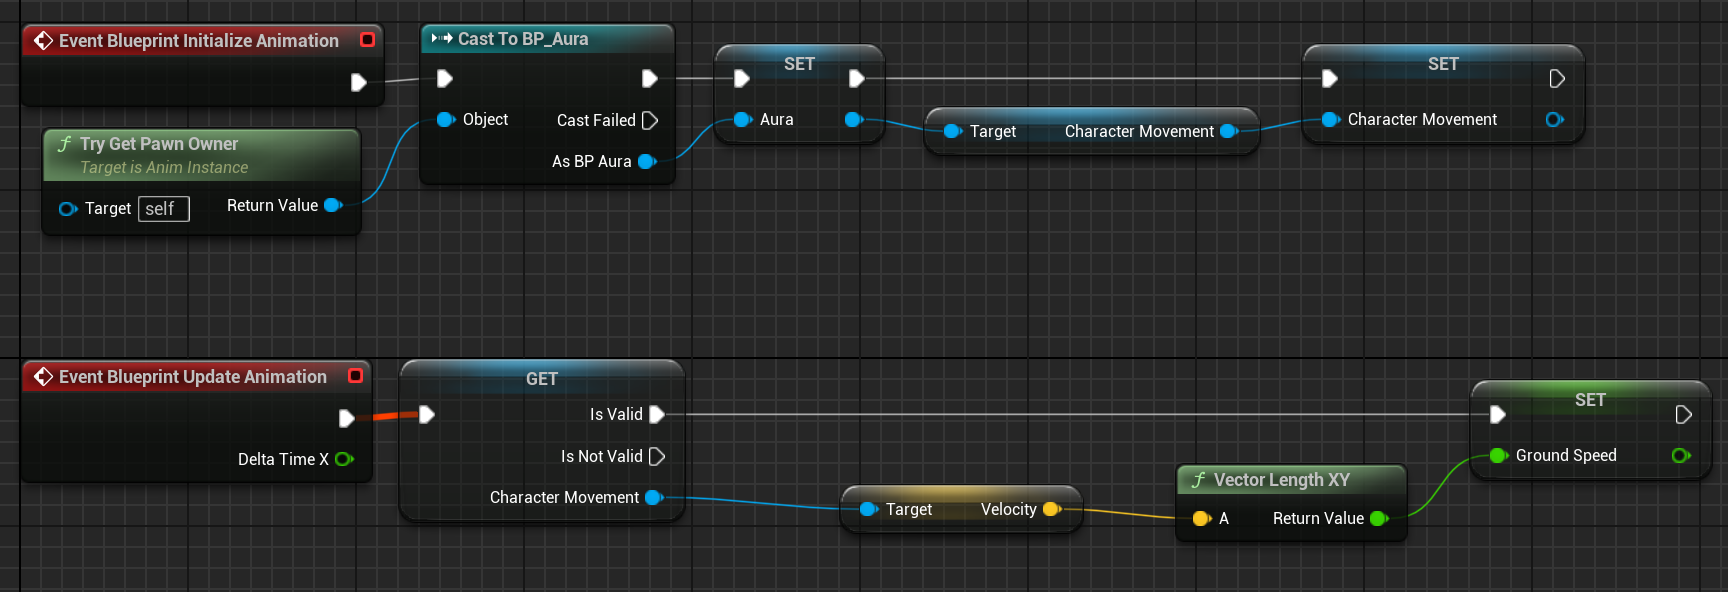 Event Blueprint Initialize Animation
Cast To BP_Aura
Object
Cast Failed
As BP Aura
f Try Get Pawn Owner
Target is Anim Instance
Target self Return Value
SET
Aura
Target Character Movement
SET
Character Movement
Event Blueprint Update Animation
Delta Time X
GET
Is Valid
Is Not Valid
Character Movement
Target Velocity
f Vector Length XY
A Return Value
SET
Ground Speed